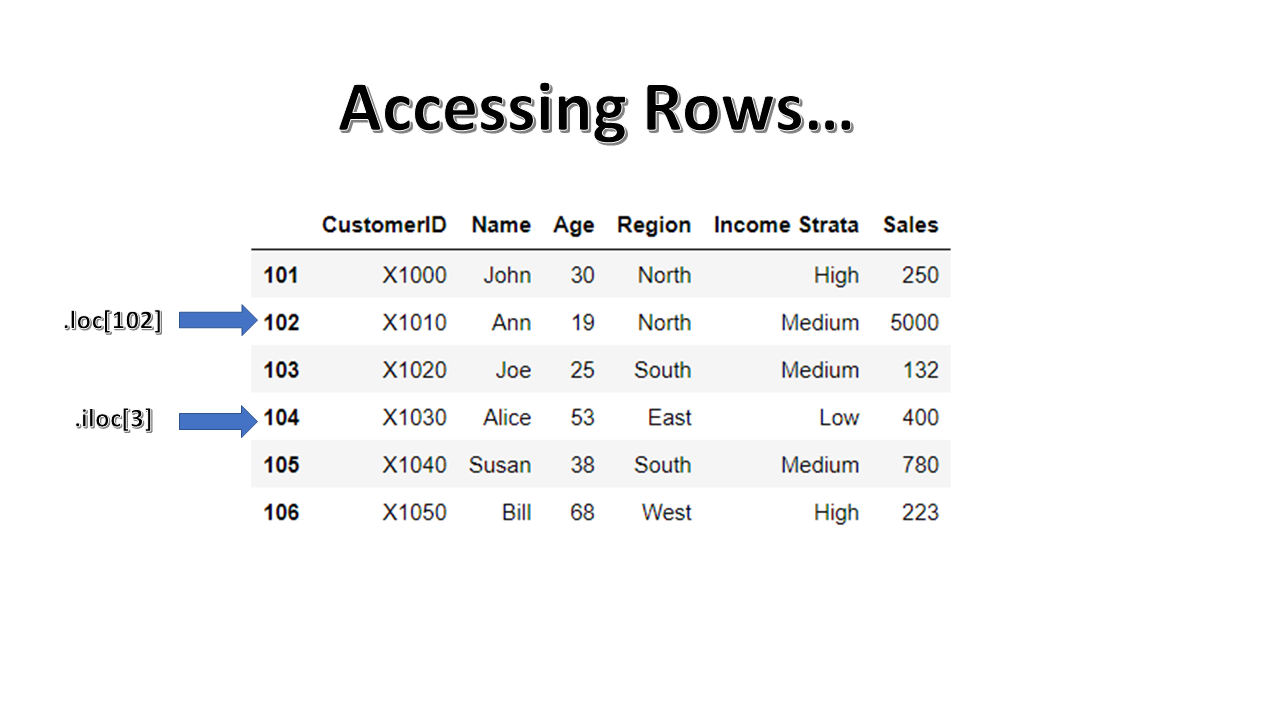 Accessing Rows...
CustomerID Name Age Region Income Strata Sales
101 X1000 John 30 North High 250
.loc[102] 102 X1010 Ann 19 North Medium 5000
103 X1020 Joe 25 South Medium 132
.iloc[3] 104 X1030 Alice 53 East Low 400
105 X1040 Susan 38 South Medium 780
106 X1050 Bill 68 West High 223